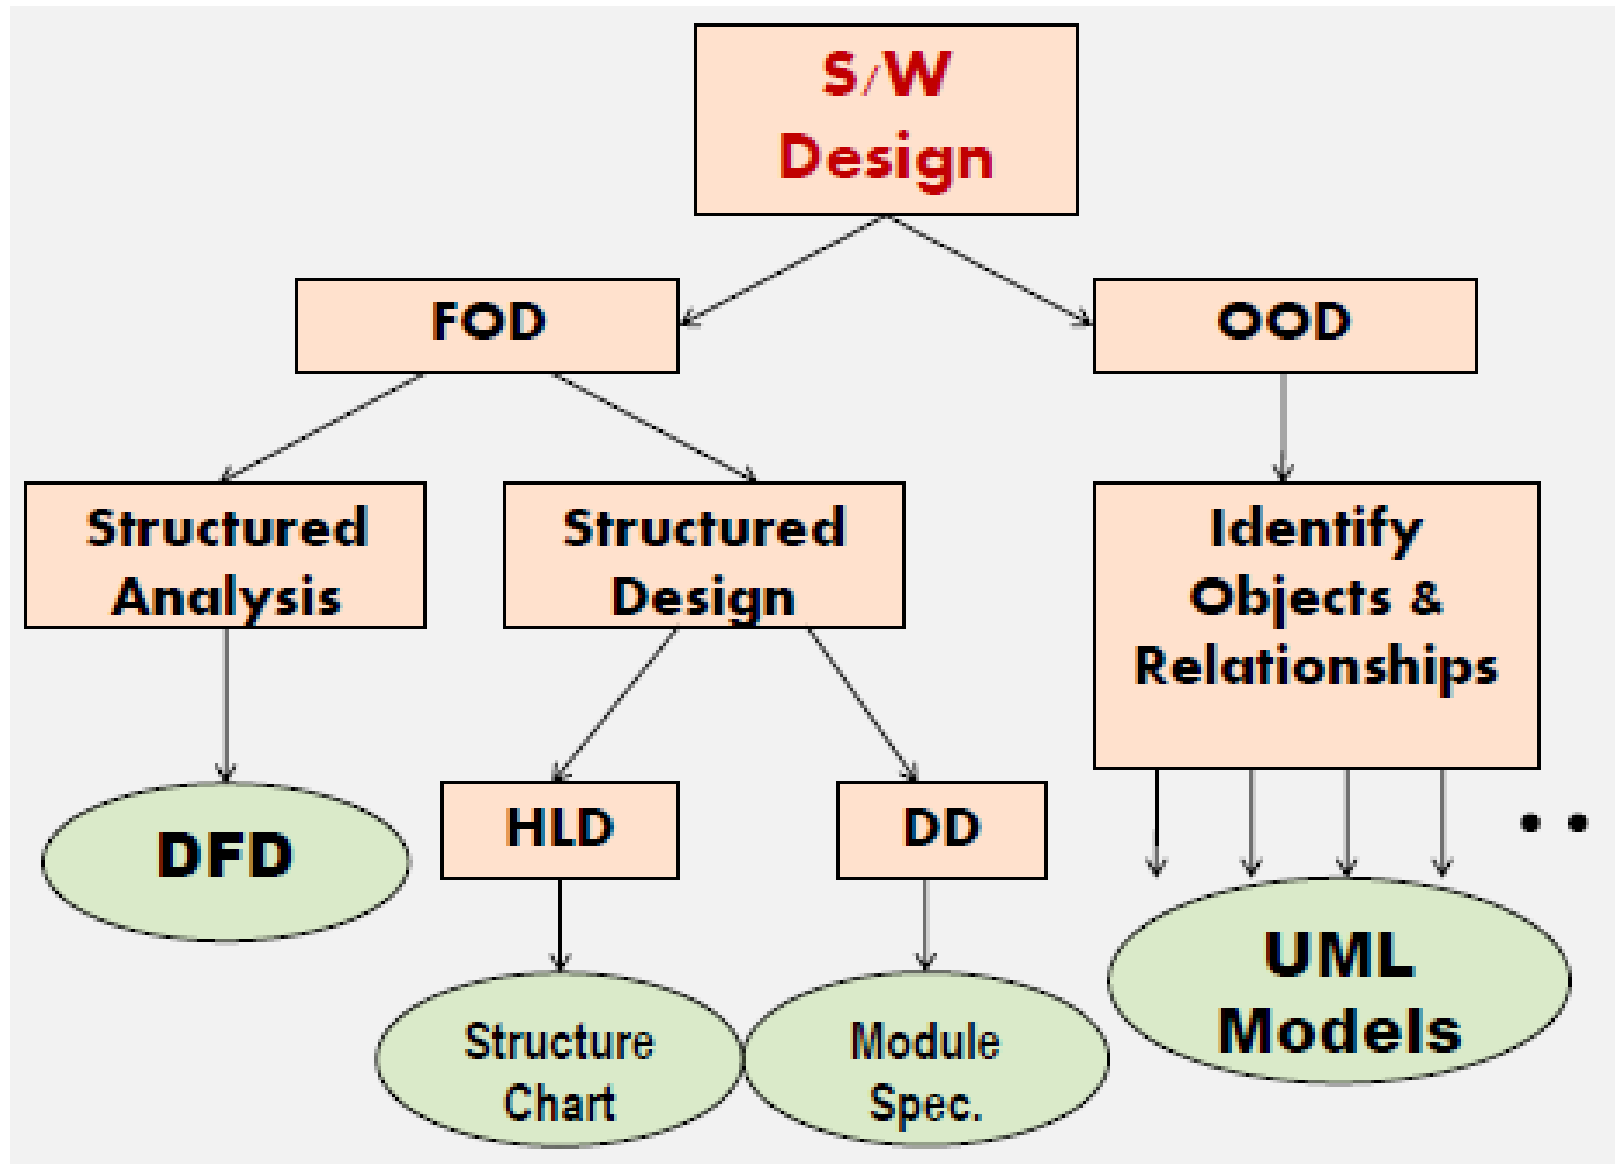 S/W
Design
FOD
OOD
Structured
Analysis
Structured
Design
Identify
Objects &
Relationships
DFD
HLD
DD
Structure
Chart
Module
Spec.
UML
Models